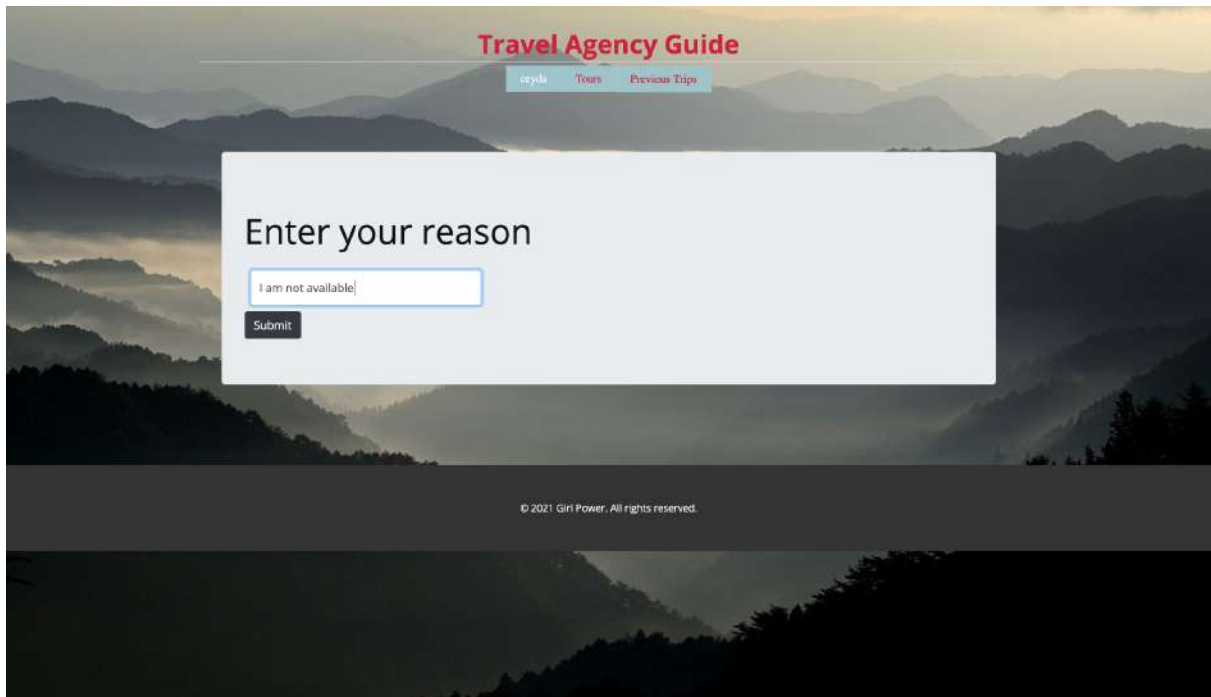 Travel Agency Guide
ceyda Tours Previous Trips
Enter your reason
I am not available
Submit
© 2021 Girl Power. All rights reserved.